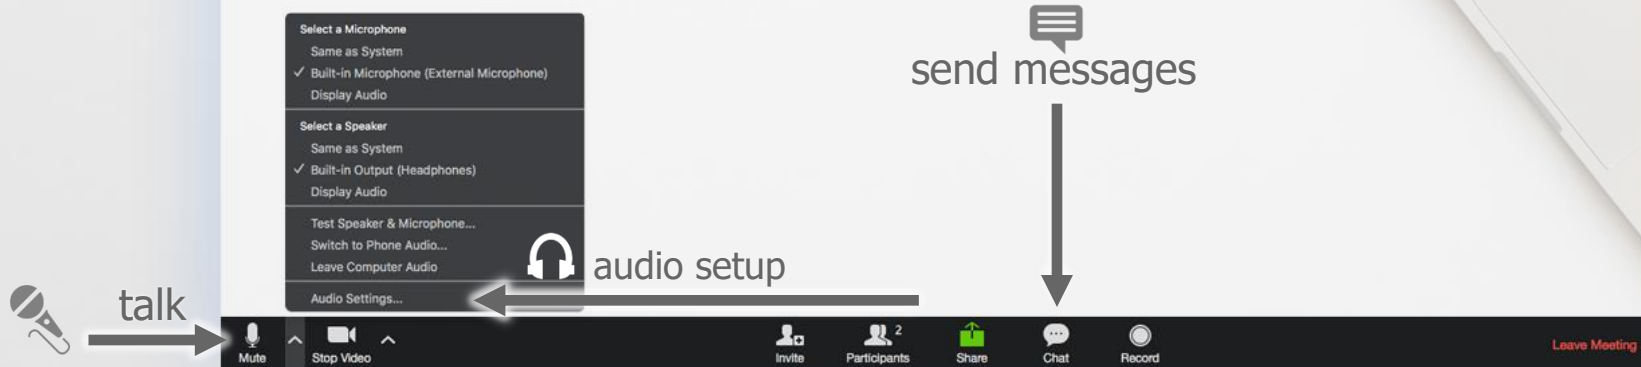 Select a Microphone
Same as System
✓ Built-in Microphone (External Microphone)
Display Audio
Select a Speaker
Same as System
✓ Built-in Output (Headphones)
Display Audio
Test Speaker & Microphone...
Switch to Phone Audio...
Leave Computer Audio
Audio Settings...
send messages
audio setup
talk
Mute
Stop Video
Invite
2
Participants
Share
Chat
Record
Leave Meeting